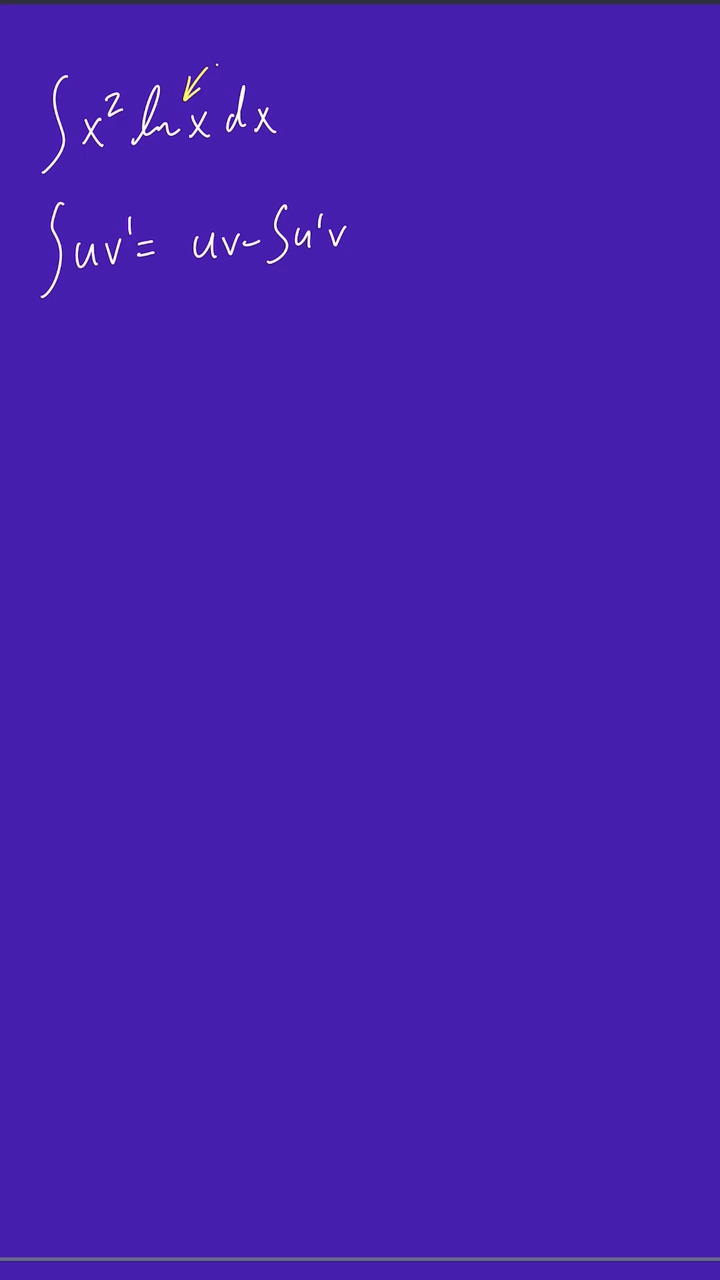 ∫x² ln x dx
∫uv' = uv - ∫u'v